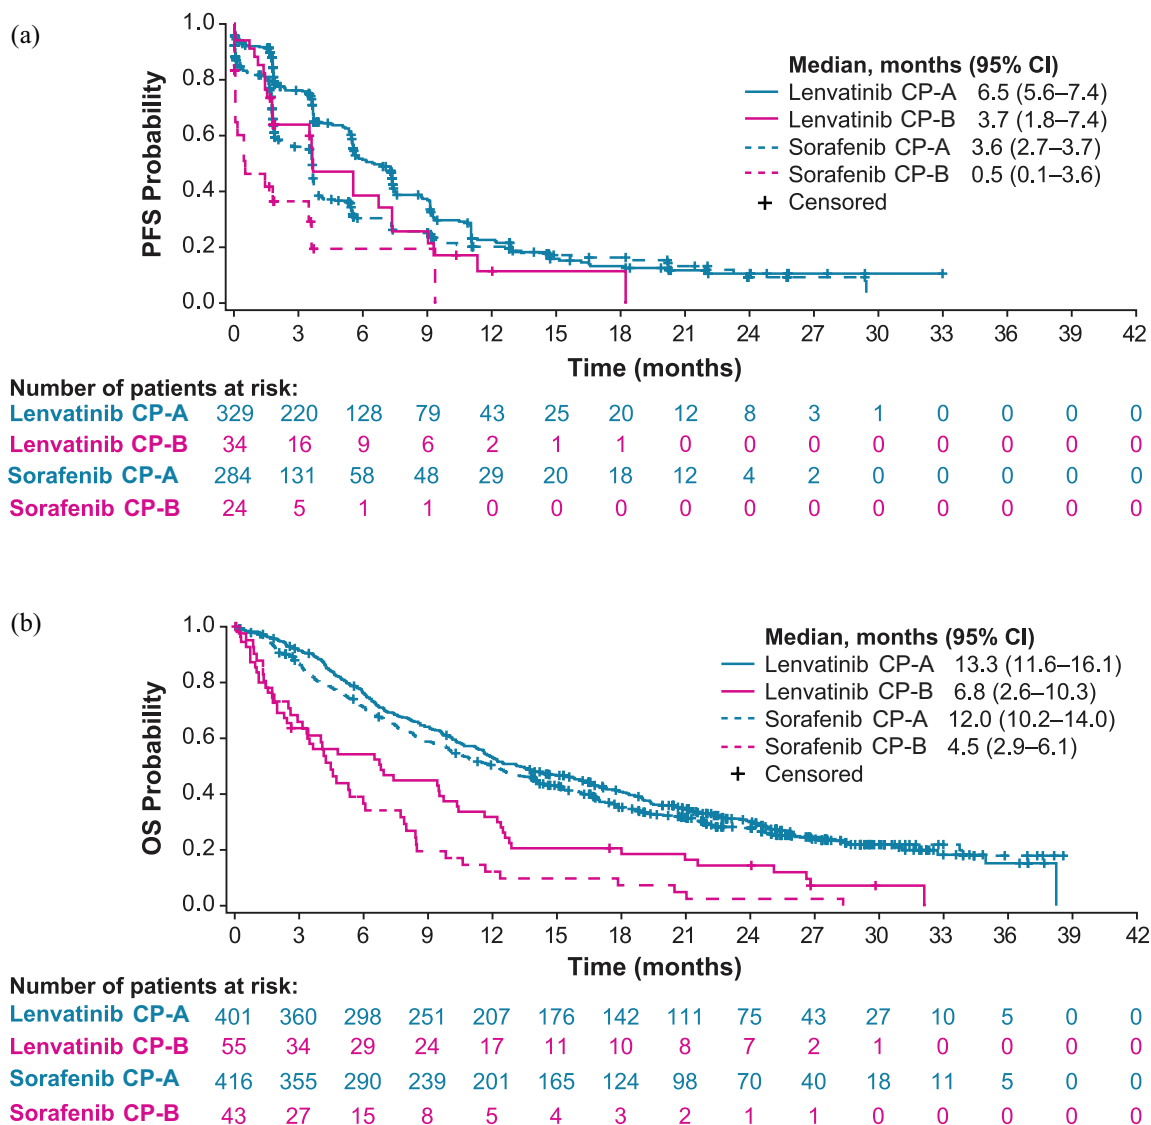 (a)
PFS Probability
1.0
0.8
0.6
0.4
0.2
0.0
Median, months (95% CI)
Lenvatinib CP-A 6.5 (5.6–7.4)
Lenvatinib CP-B 3.7 (1.8–7.4)
Sorafenib CP-A 3.6 (2.7–3.7)
Sorafenib CP-B 0.5 (0.1–3.6)
+ Censored
0 3 6 9 12 15 18 21 24 27 30 33 36 39 42
Time (months)
Number of patients at risk:
Lenvatinib CP-A 329 220 128 79 43 25 20 12 8 3 1 0 0 0 0
Lenvatinib CP-B 34 16 9 6 2 1 1 0 0 0 0 0 0 0 0
Sorafenib CP-A 284 131 58 48 29 20 18 12 4 2 0 0 0 0 0
Sorafenib CP-B 24 5 1 1 0 0 0 0 0 0 0 0 0 0 0
(b)
OS Probability
1.0
0.8
0.6
0.4
0.2
0.0
Median, months (95% CI)
Lenvatinib CP-A 13.3 (11.6–16.1)
Lenvatinib CP-B 6.8 (2.6–10.3)
Sorafenib CP-A 12.0 (10.2–14.0)
Sorafenib CP-B 4.5 (2.9–6.1)
+ Censored
0 3 6 9 12 15 18 21 24 27 30 33 36 39 42
Time (months)
Number of patients at risk:
Lenvatinib CP-A 401 360 298 251 207 176 142 111 75 43 27 10 5 0 0
Lenvatinib CP-B 55 34 29 24 17 11 10 8 7 2 1 0 0 0 0
Sorafenib CP-A 416 355 290 239 201 165 124 98 70 40 18 11 5 0 0
Sorafenib CP-B 43 27 15 8 5 4 3 2 1 1 0 0 0 0 0